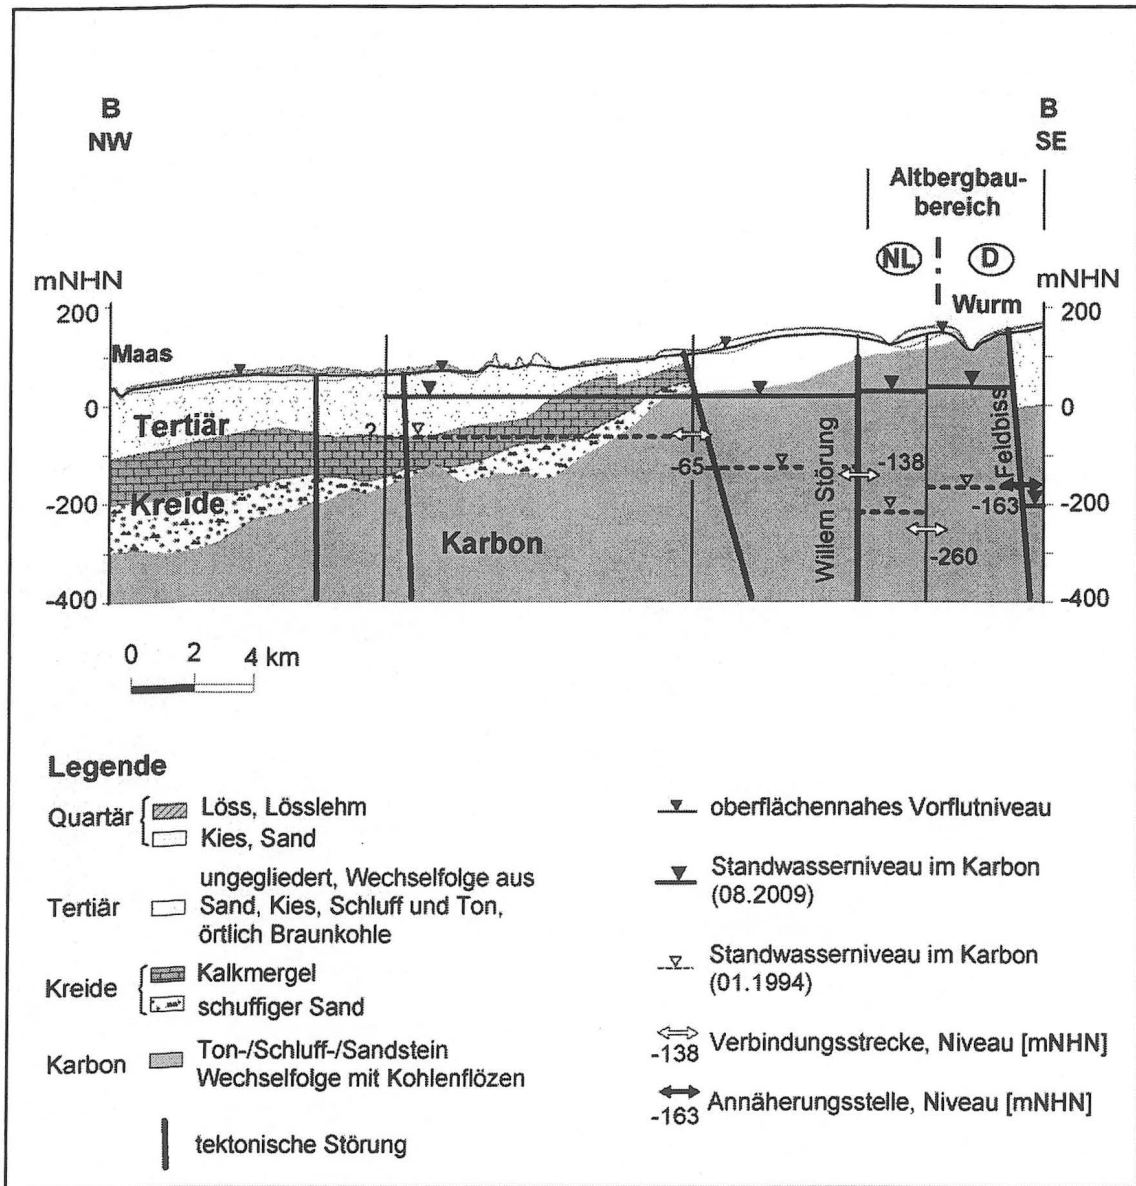 B
NW
B
SE
Altbergbau-
bereich
NL
D
mNHN
mNHN
Wurm
200
200
Maas
0
0
Tertiär
?
-65
-138
Feldbiss
Willem Störung
Kreide
-163
-200
-200
Karbon
-260
-400
-400
0 2 4 km
Legende
Quartär
Löss, Lösslehm
Kies, Sand
Tertiär
ungegliedert, Wechselfolge aus
Sand, Kies, Schluff und Ton,
örtlich Braunkohle
Kreide
Kalkmergel
schuffiger Sand
Karbon
Ton-/Schluff-/Sandstein
Wechselfolge mit Kohlenflözen
tektonische Störung
oberflächennahes Vorflutniveau
Standwasserniveau im Karbon
(08.2009)
Standwasserniveau im Karbon
(01.1994)
-138 Verbindungsstrecke, Niveau [mNHN]
-163 Annäherungsstelle, Niveau [mNHN]